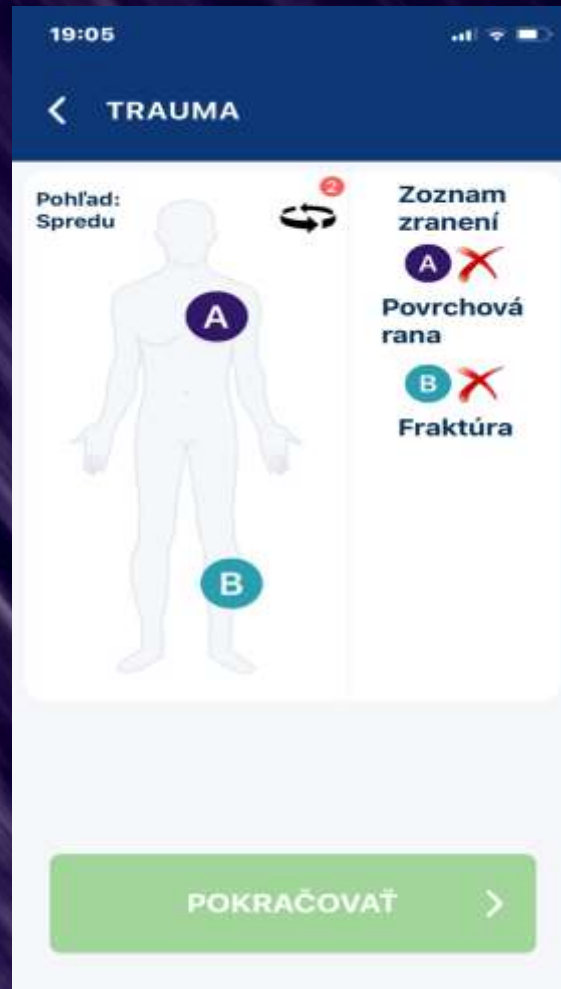 19:05
TRAUMA
Pohľad:
Spredu
2
Zoznam
zranení
A
Povrchová
rana
B
Fraktúra
A
B
POKRAČOVAŤ